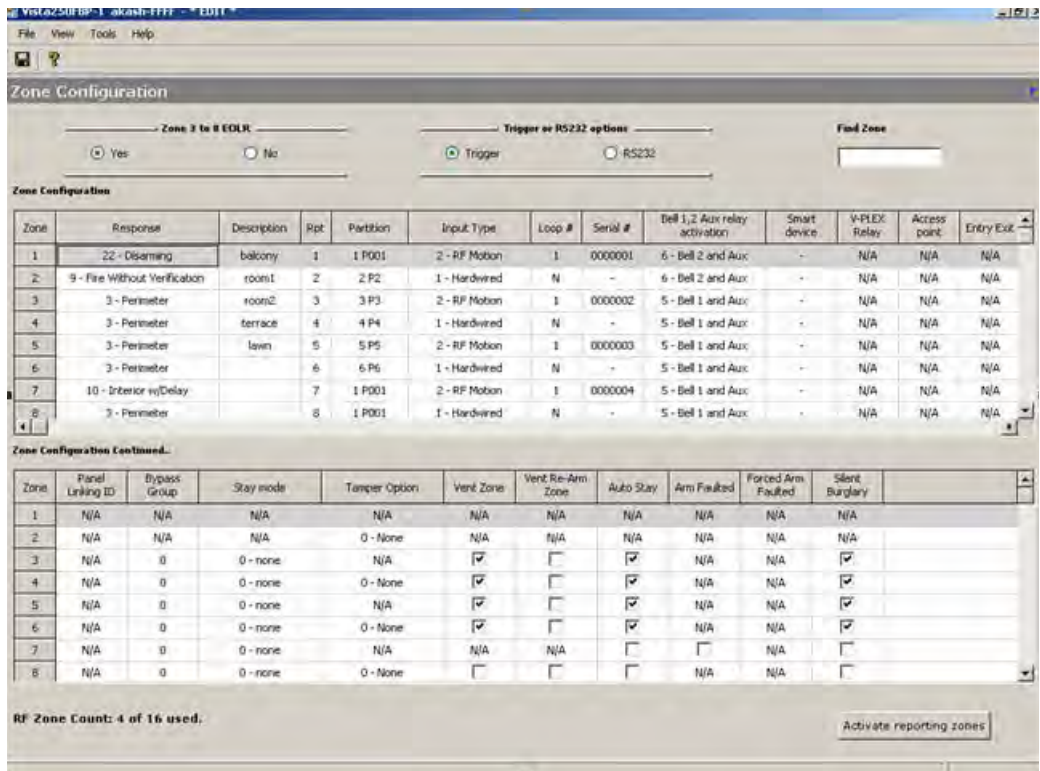 Vista250FBP-1 akash-FFFF - * EDIT *
File View Tools Help
Zone Configuration
Zone 3 to 8 EOLR
Yes No
Trigger or RS232 options
Trigger RS232
Find Zone
Zone Configuration
Zone Response Description Rpt Partition Input Type Loop # Serial # Bell 1,2 Aux relay activation Smart device V-PLEX Relay Access point Entry Exit
1 22 - Disarming balcony 1 1 P001 2 - RF Motion 1 0000001 6 - Bell 2 and Aux - N/A N/A N/A
2 9 - Fire Without Verification room1 2 2 P2 1 - Hardwired N - 6 - Bell 2 and Aux - N/A N/A N/A
3 3 - Perimeter room2 3 3 P3 2 - RF Motion 1 0000002 5 - Bell 1 and Aux - N/A N/A N/A
4 3 - Perimeter terrace 4 4 P4 1 - Hardwired N - 5 - Bell 1 and Aux - N/A N/A N/A
5 3 - Perimeter lawn 5 5 P5 2 - RF Motion 1 0000003 5 - Bell 1 and Aux - N/A N/A N/A
6 3 - Perimeter 6 6 P6 1 - Hardwired N - 5 - Bell 1 and Aux - N/A N/A N/A
7 10 - Interior w/Delay 7 1 P001 2 - RF Motion 1 0000004 5 - Bell 1 and Aux - N/A N/A N/A
8 3 - Perimeter 8 1 P001 1 - Hardwired N - 5 - Bell 1 and Aux - N/A N/A N/A
Zone Configuration Continued..
Zone Panel Linking ID Bypass Group Stay mode Tamper Option Vent Zone Vent Re-Arm Zone Auto Stay Arm Faulted Forced Arm Faulted Silent Burglary
1 N/A N/A N/A N/A N/A N/A N/A N/A N/A N/A
2 N/A N/A N/A 0 - None N/A N/A N/A N/A N/A N/A
3 N/A 0 0 - none N/A N/A N/A
4 N/A 0 0 - none 0 - None N/A N/A
5 N/A 0 0 - none N/A N/A N/A
6 N/A 0 0 - none 0 - None N/A N/A
7 N/A 0 0 - none N/A N/A N/A N/A
8 N/A 0 0 - none 0 - None N/A N/A
RF Zone Count: 4 of 16 used.
Activate reporting zones